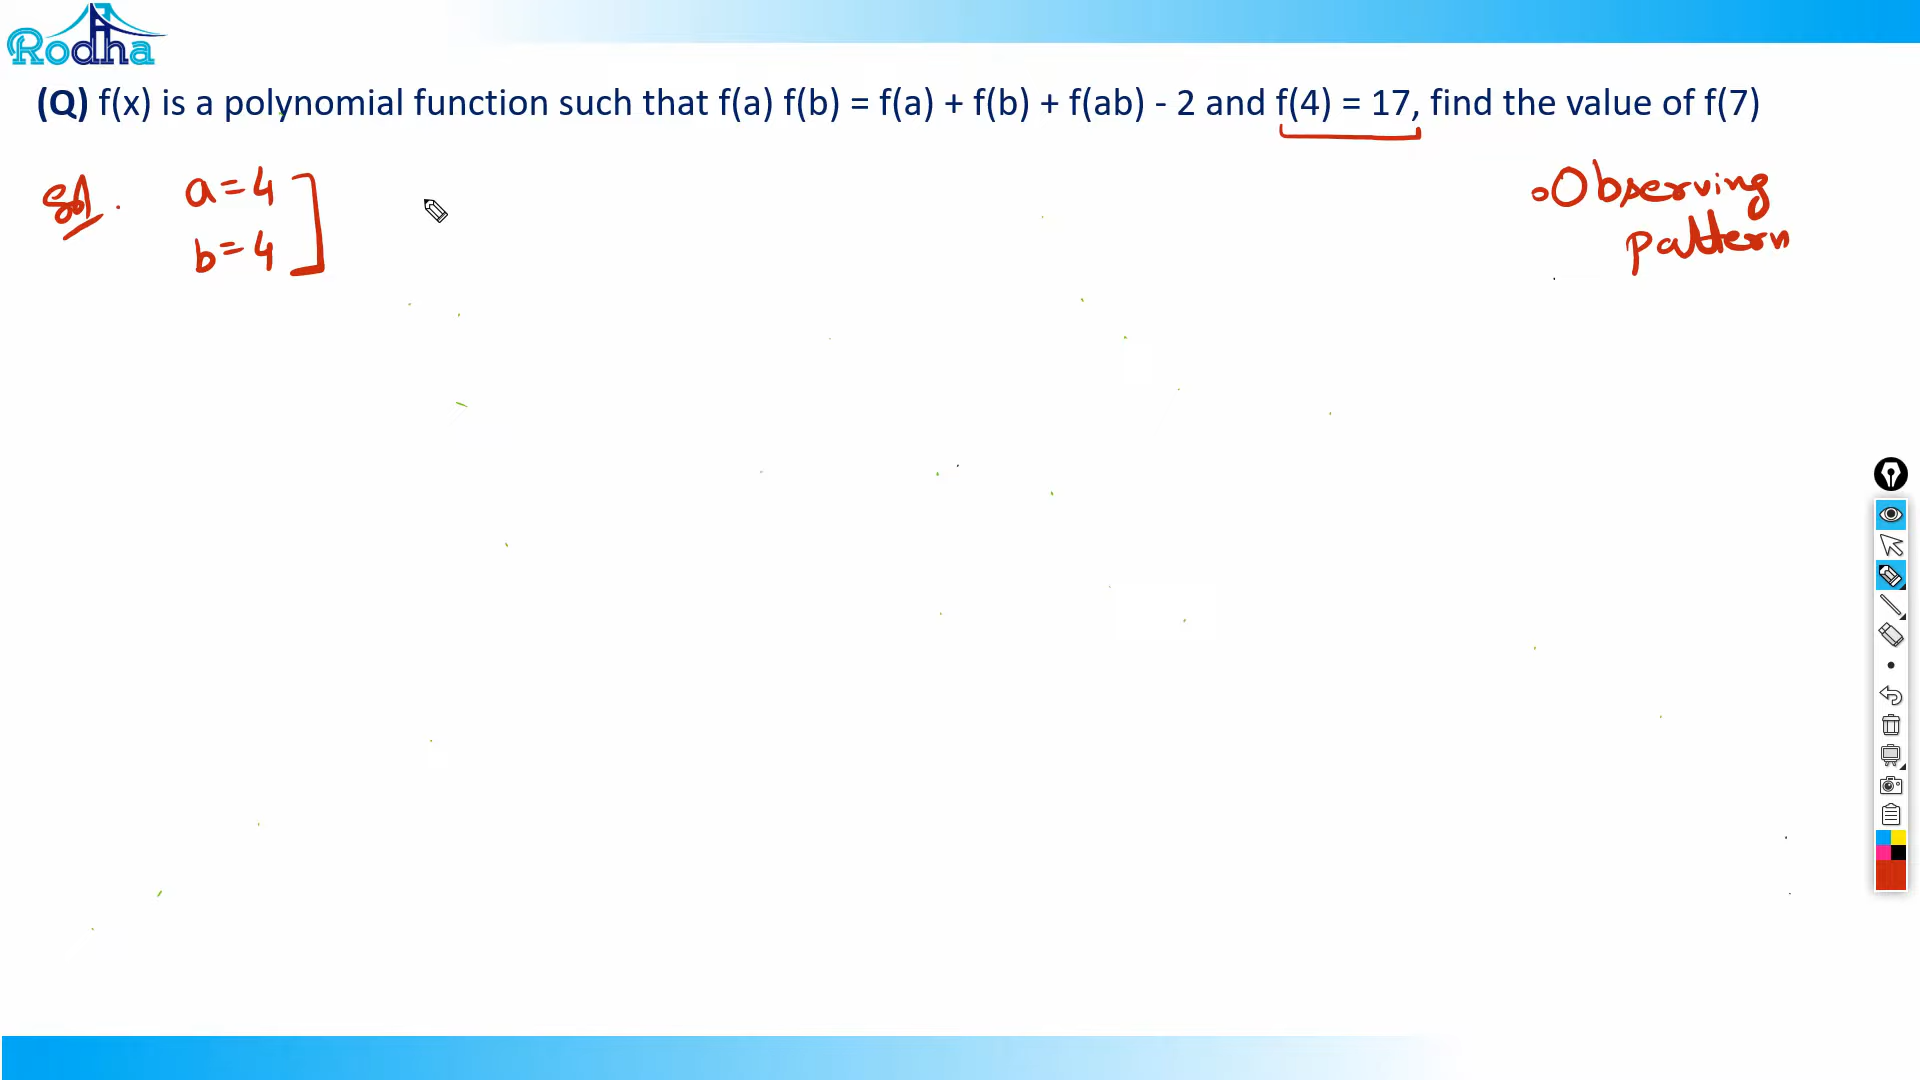 Rodha
(Q) f(x) is a polynomial function such that f(a) f(b) = f(a) + f(b) + f(ab) - 2 and f(4) = 17, find the value of f(7)
Sol. a=4
b=4
Observing
pattern